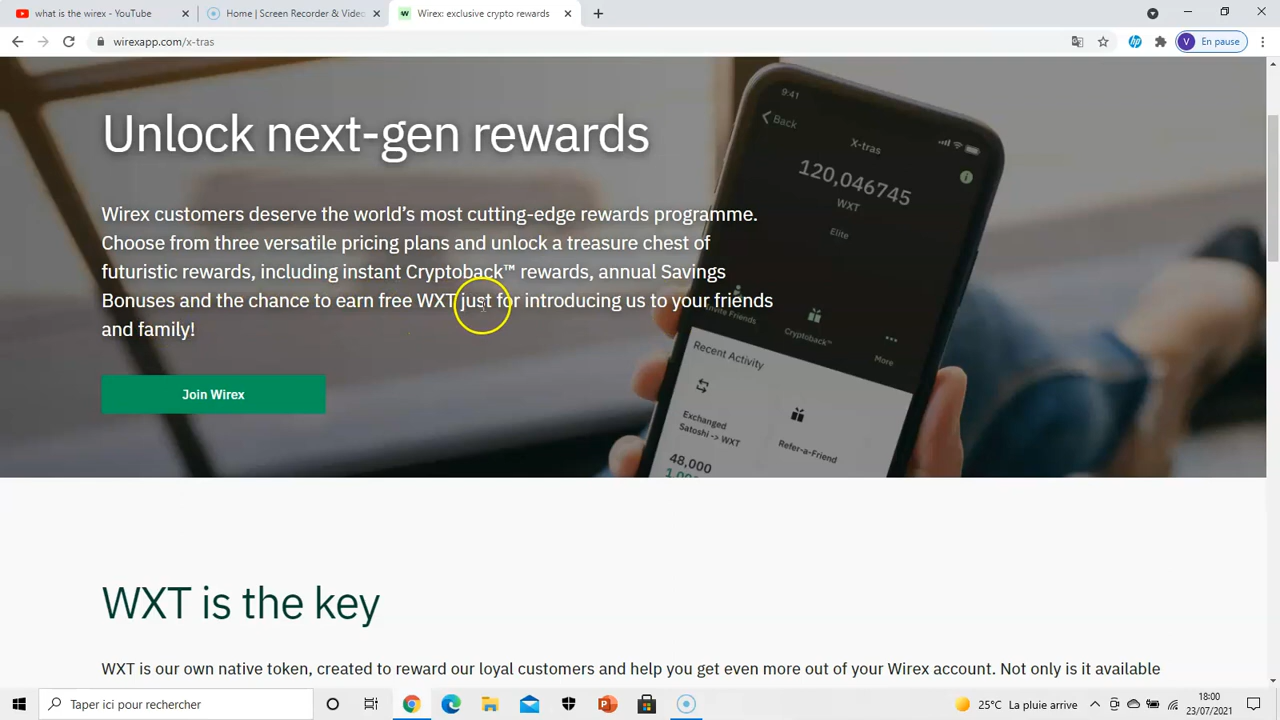 what is the wirex - YouTube
Home | Screen Recorder & Video
Wirex: exclusive crypto rewards
wirexapp.com/x-tras
V
En pause
Unlock next-gen rewards
Wirex customers deserve the world's most cutting-edge rewards programme.
Choose from three versatile pricing plans and unlock a treasure chest of
futuristic rewards, including instant Cryptoback™ rewards, annual Savings
Bonuses and the chance to earn free WXT just for introducing us to your friends
and family!
Join Wirex
9:41
Back
X-tras
120,046745
WXT
Elite
Invite Friends
Cryptoback™
More
Recent Activity
Exchanged
Satoshi -> WXT
Refer-a-Friend
48,000
WXT is the key
WXT is our own native token, created to reward our loyal customers and help you get even more out of your Wirex account. Not only is it available
Taper ici pour rechercher
25°C La pluie arrive
18:00
23/07/2021